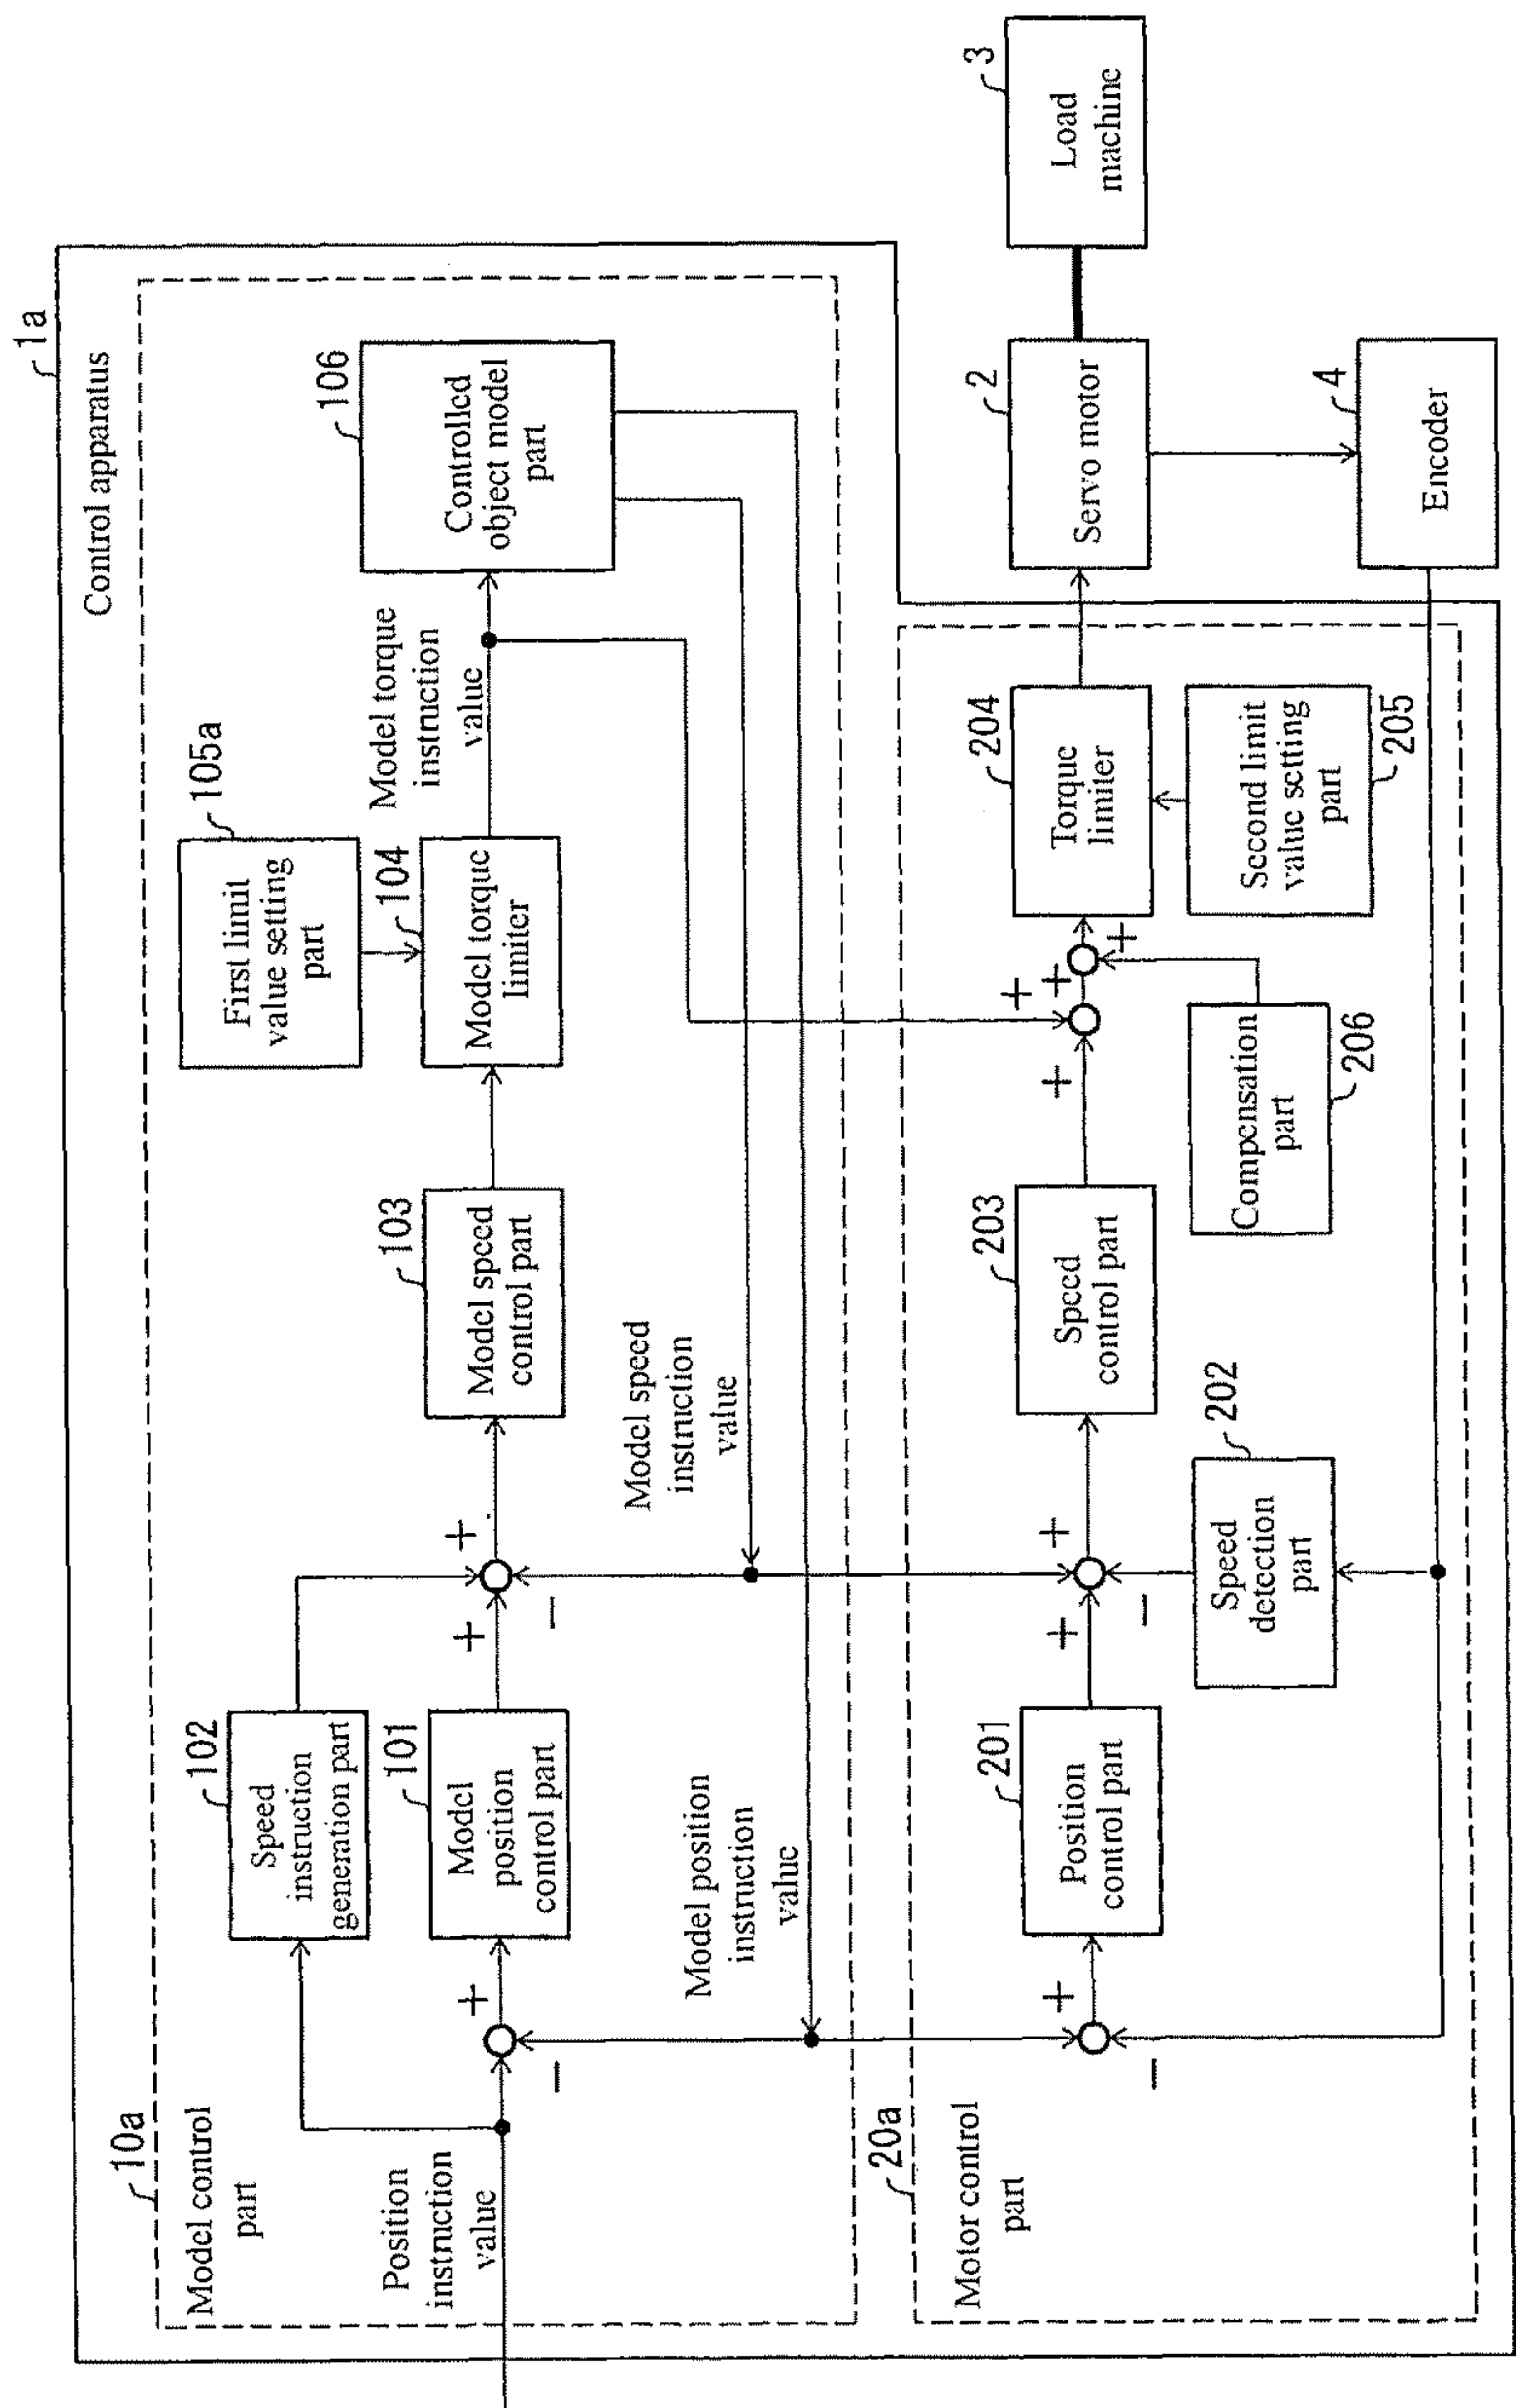 1a
Control apparatus
10a
Model control
part
Position
instruction
value
102
Speed
instruction
generation part
101
Model
position
control part
+
−
+
+
−
103
Model speed
control part
First limit
value setting
part
105a
104
Model torque
limiter
Model torque
instruction
value
106
Controlled
object model
part
Model speed
instruction
value
Model position
instruction
value
20a
Motor control
part
+
−
201
Position
control part
+
+
−
202
Speed
detection
part
203
Speed
control part
+
+
+
+
Compensation
part
206
204
Torque
limiter
Second limit
value setting
part
205
2
Servo motor
3
Load
machine
4
Encoder